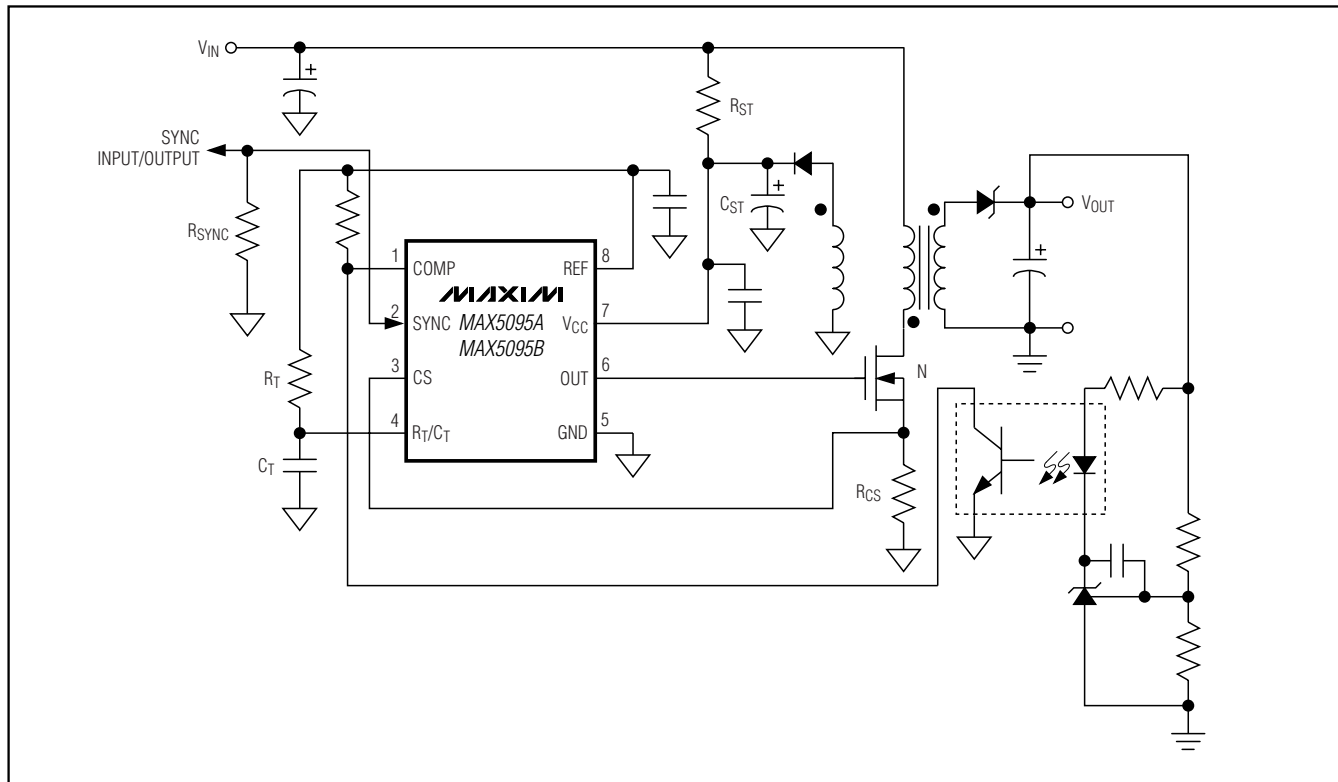 VIN
+
RST
SYNC
INPUT/OUTPUT
+
CST
VOUT
RSYNC
+
1
COMP
REF
8
MAXIM
2
SYNC
MAX5095A
VCC
7
MAX5095B
RT
3
CS
OUT
6
N
4
RT/CT
GND
5
CT
RCS